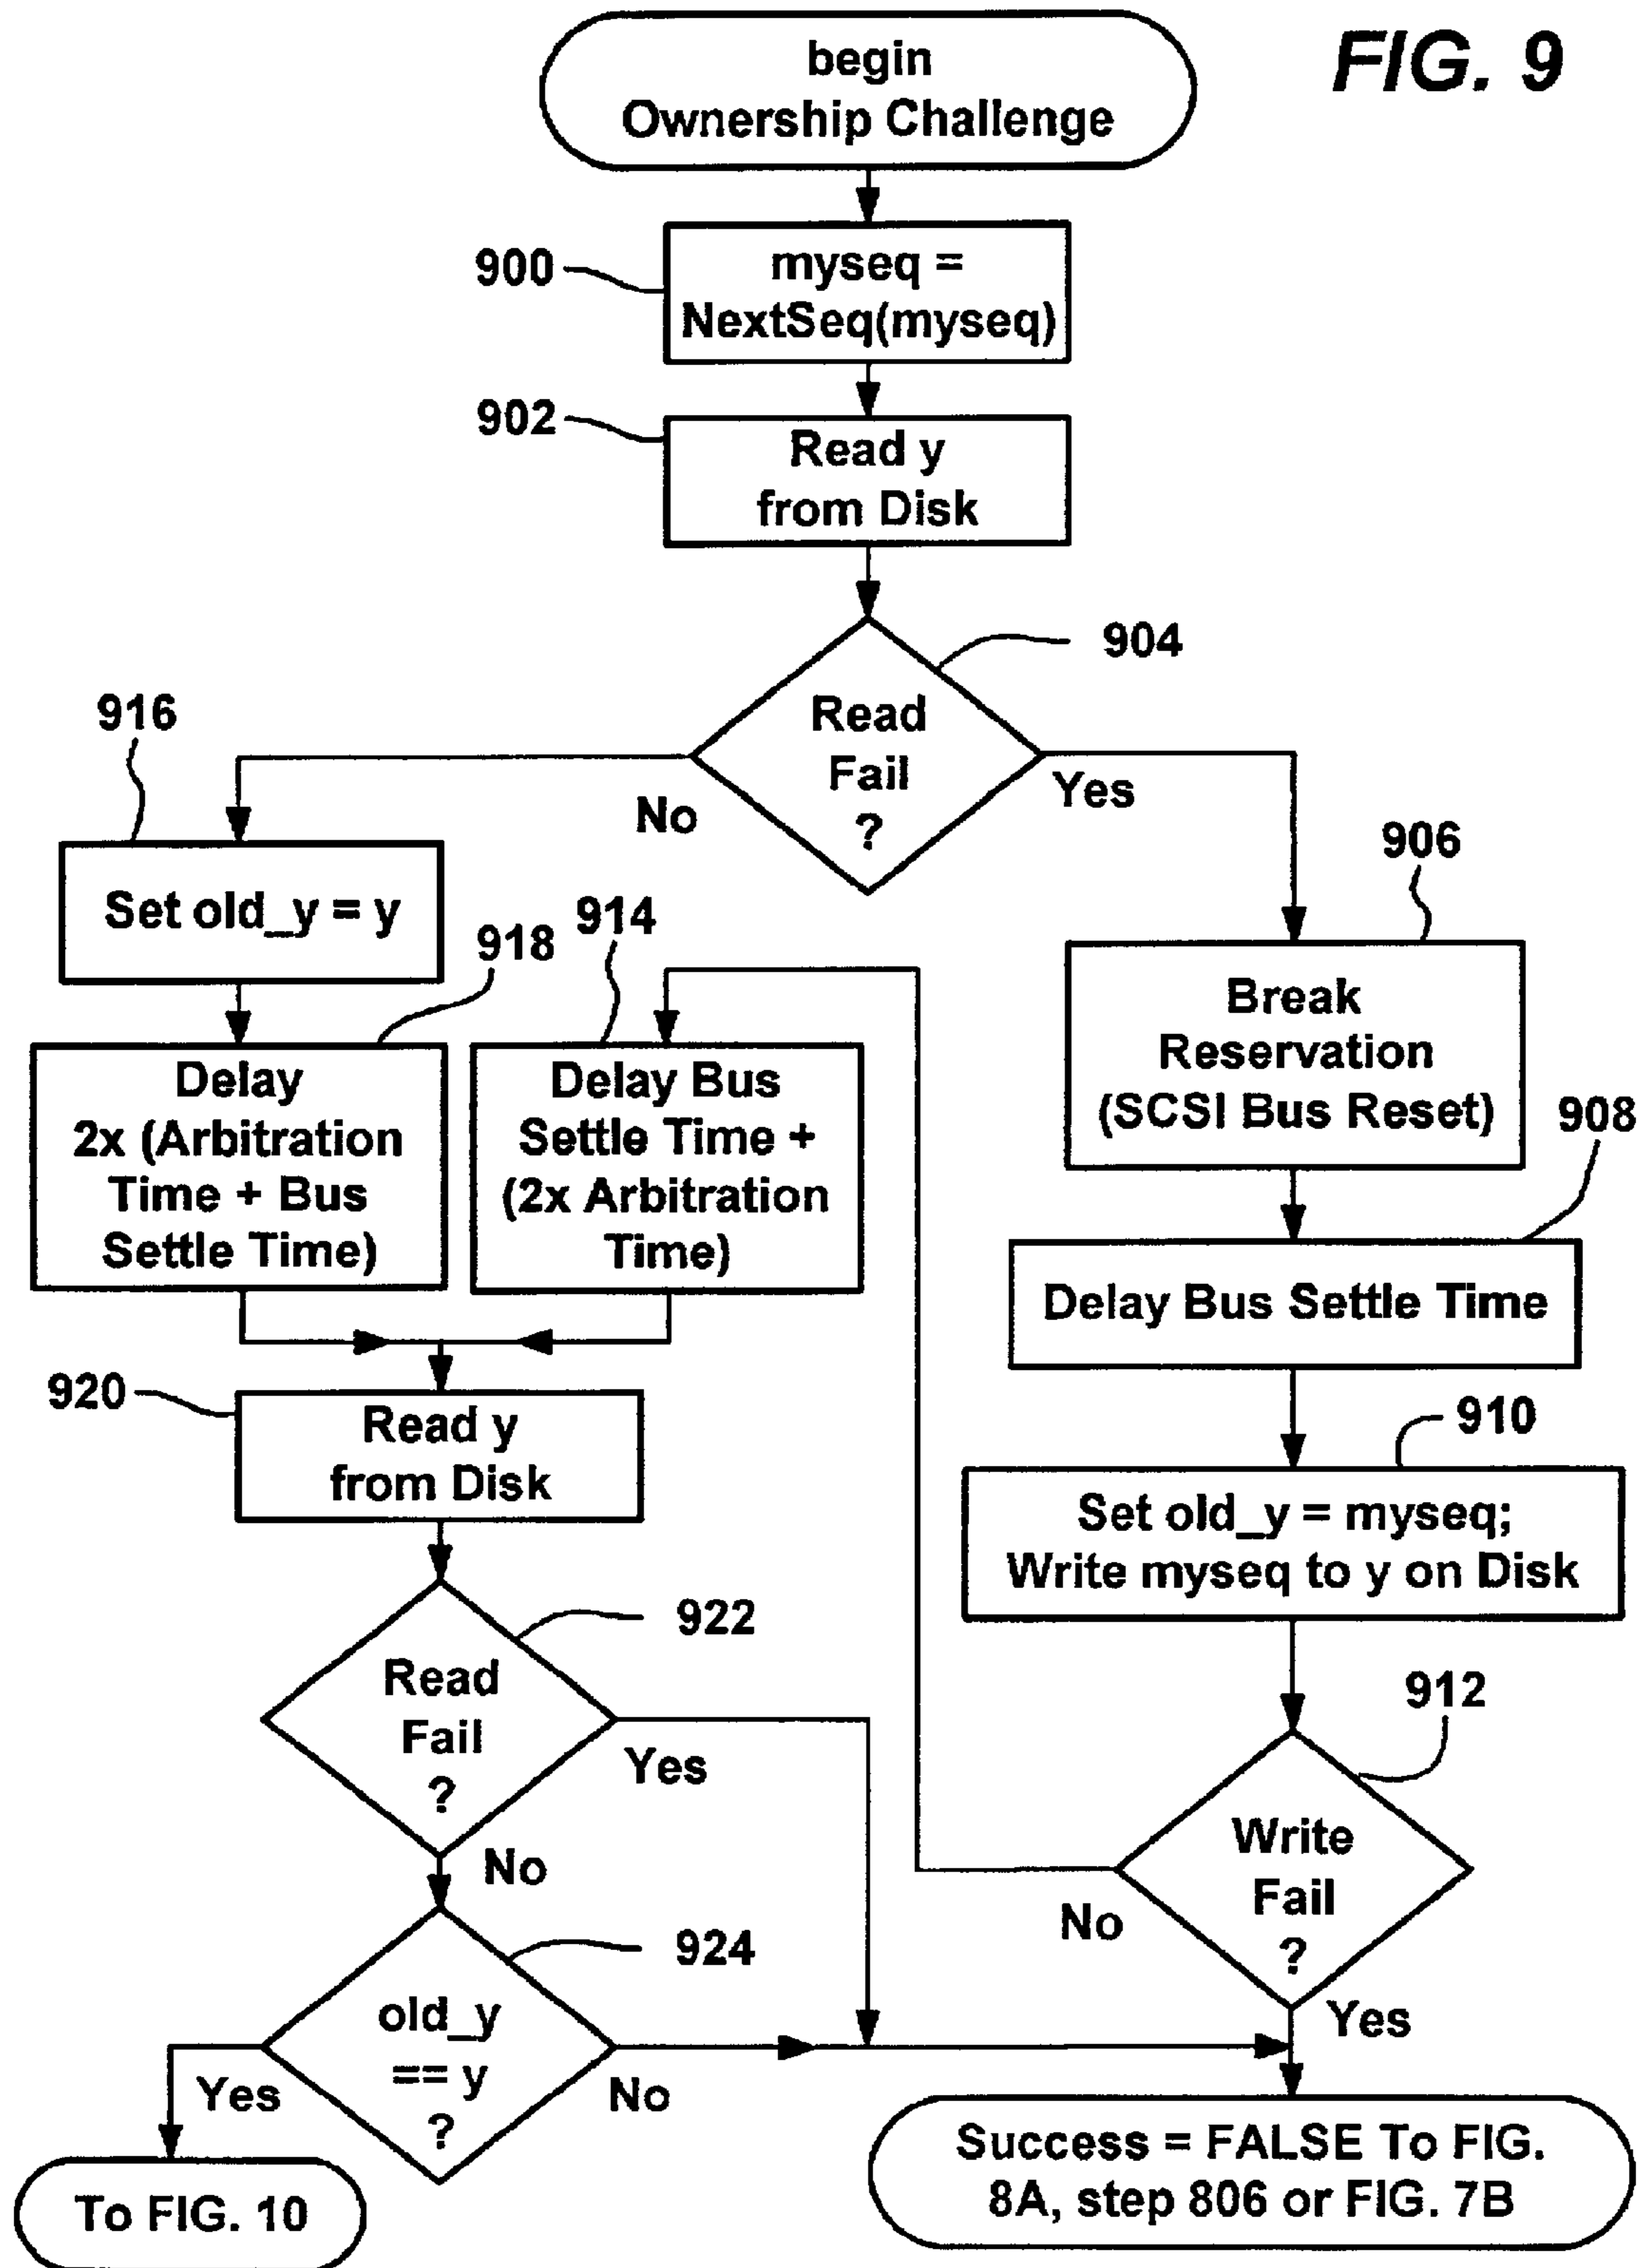 FIG. 9
begin
Ownership Challenge
900
myseq =
NextSeq(myseq)
902
Read y
from Disk
904
Read
Fail
?
No
Yes
916
Set old_y = y
906
Break
Reservation
(SCSI Bus Reset)
918
Delay
2x (Arbitration
Time + Bus
Settle Time)
914
Delay Bus
Settle Time +
(2x Arbitration
Time)
908
Delay Bus Settle Time
910
Set old_y = myseq;
Write myseq to y on Disk
920
Read y
from Disk
922
Read
Fail
?
Yes
No
912
Write
Fail
?
No
Yes
924
old_y
== y
?
Yes
No
To FIG. 10
Success = FALSE To FIG.
8A, step 806 or FIG. 7B